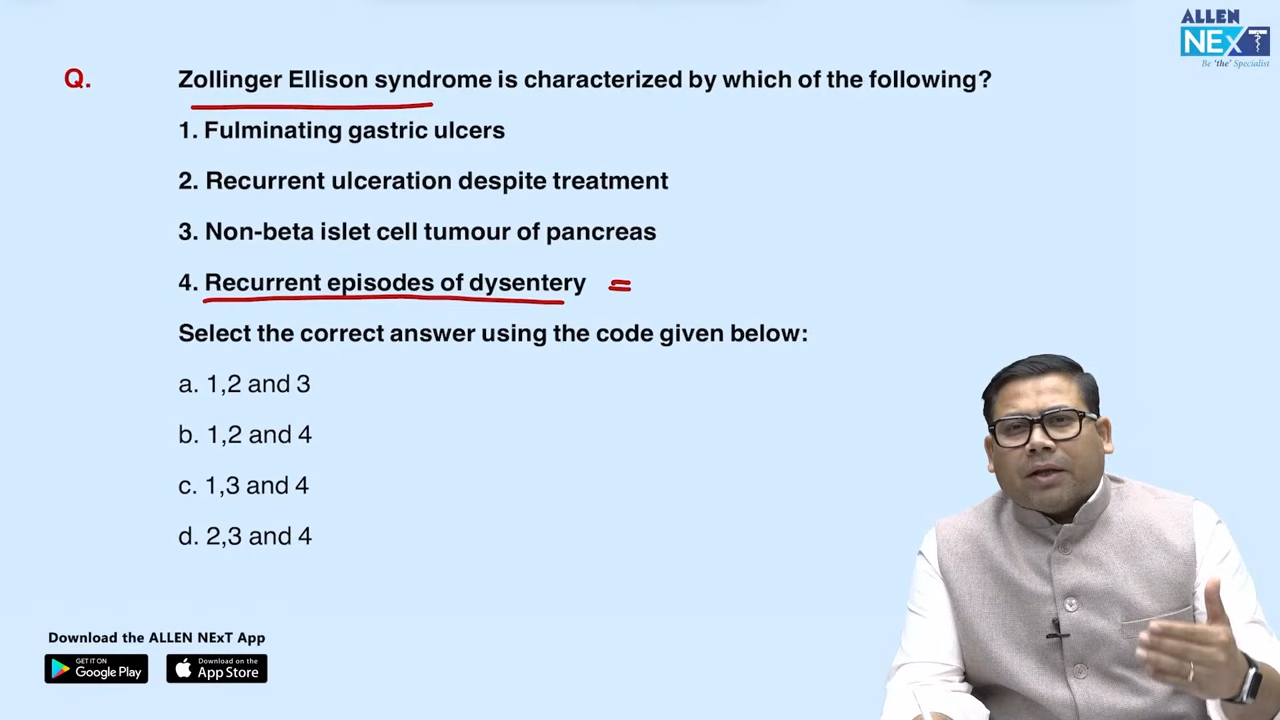 ALLEN
NExT
Be 'the' Specialist
Q. Zollinger Ellison syndrome is characterized by which of the following?
1. Fulminating gastric ulcers
2. Recurrent ulceration despite treatment
3. Non-beta islet cell tumour of pancreas
4. Recurrent episodes of dysentery =
Select the correct answer using the code given below:
a. 1,2 and 3
b. 1,2 and 4
c. 1,3 and 4
d. 2,3 and 4
Download the ALLEN NExT App
GET IT ON
Google Play
Download on the
App Store